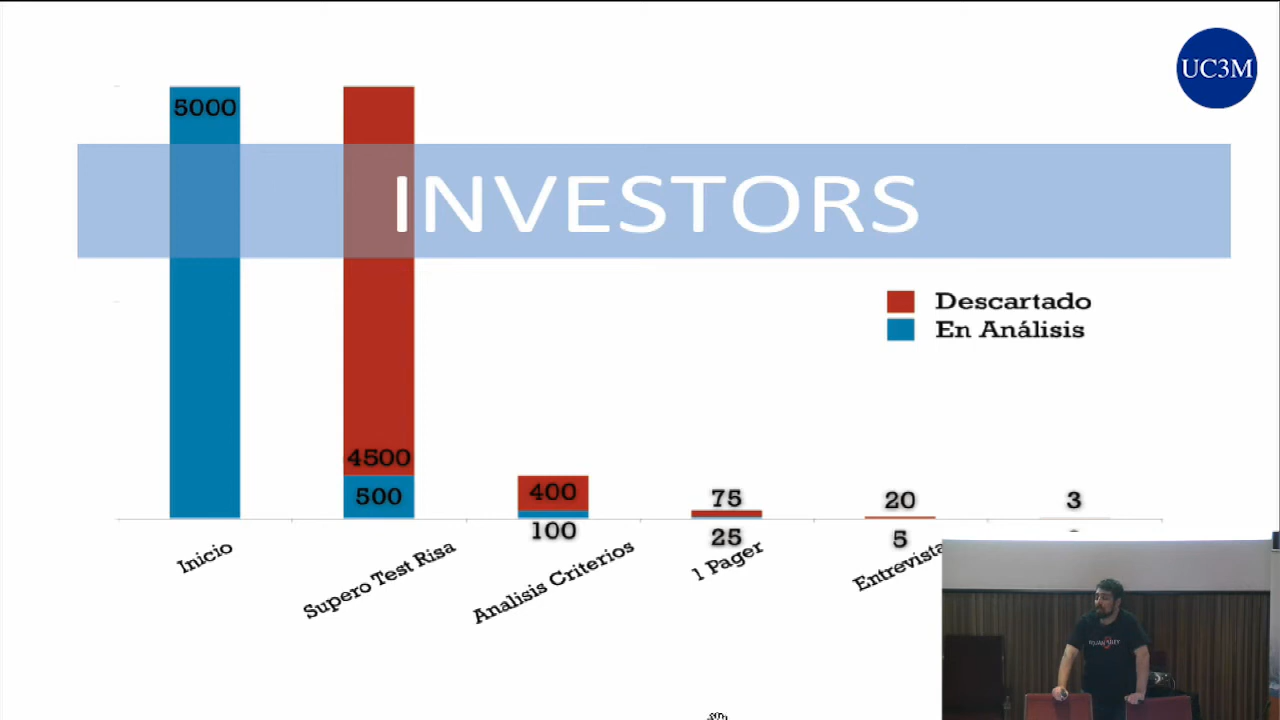 UC3M
5000
INVESTORS
Descartado
En Análisis
4500
500
400
100
75
25
20
5
3
Inicio
Supero Test Risa
Analisis Criterios
1 Pager
Entrevista